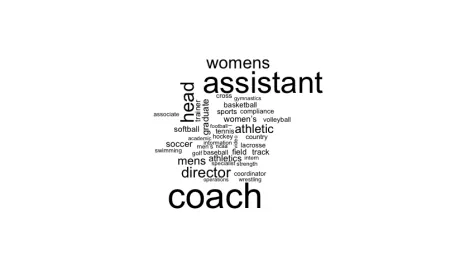 womens
assistant
head
cross
gymnastics
trainer
graduate
basketball
associate
sports compliance
women's volleyball
football
softball
tennis
athletic
academic
hockey
country
soccer
information
men's
ncaa
lacrosse
swimming
golf
baseball
field
track
mens
athletics
intern
specialist
strength
director
coordinator
operations
wrestling
coach